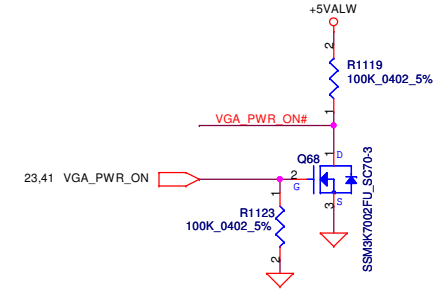 +5VALW
2
R1119
100K_0402_5%
1
VGA_PWR_ON#
Q68
1
D
23,41 VGA_PWR_ON
2
G
3
S
SSM3K7002FU_SC70-3
1
R1123
100K_0402_5%
2